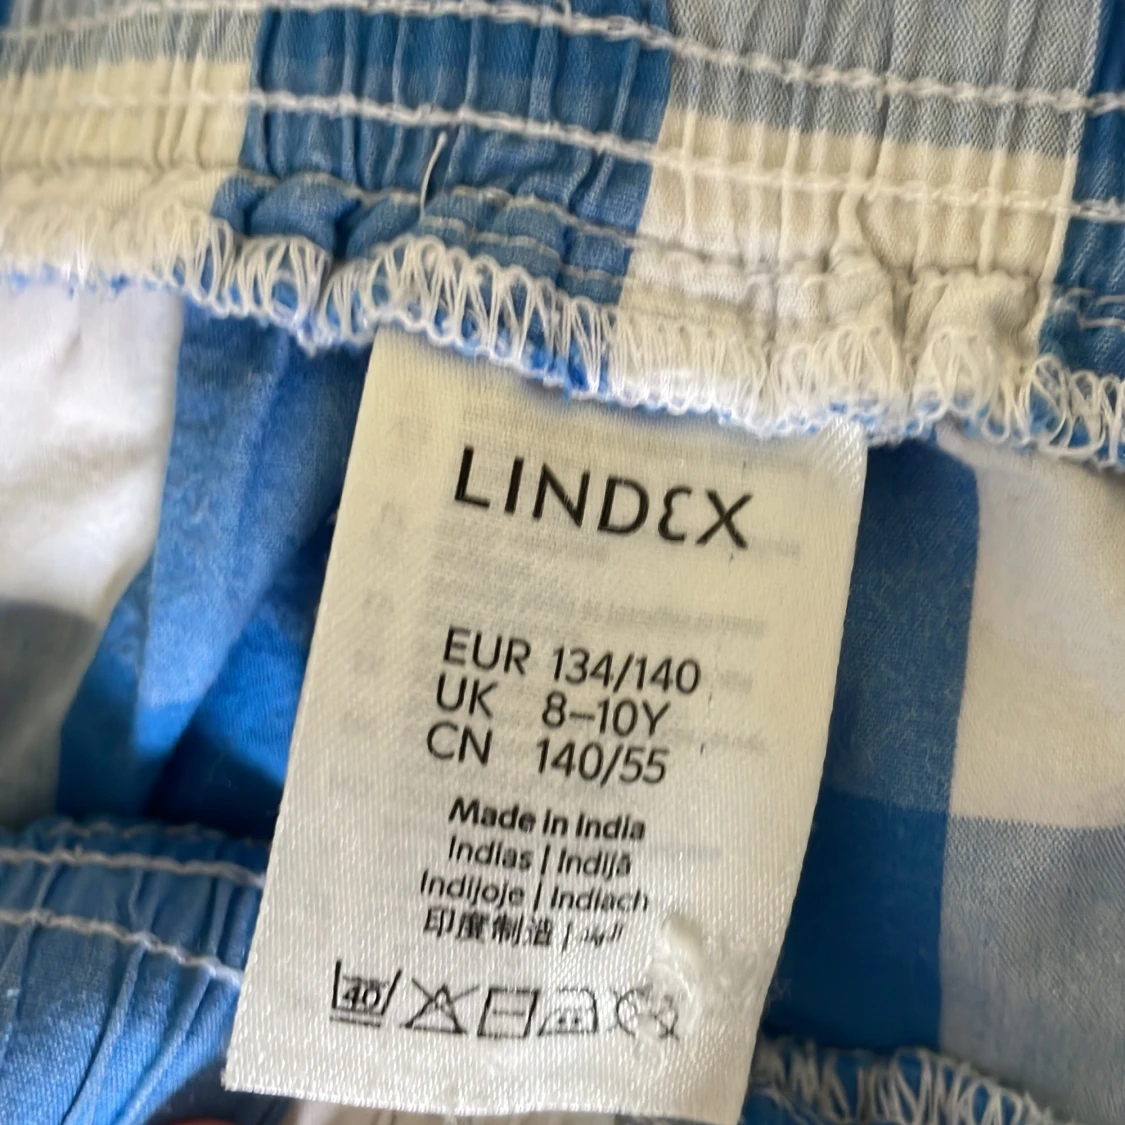 LINDEX
EUR 134/140
UK 8–10Y
CN 140/55
Made in India
Indias | Indijā
Indijoje | Indiach
印度制造 |
40